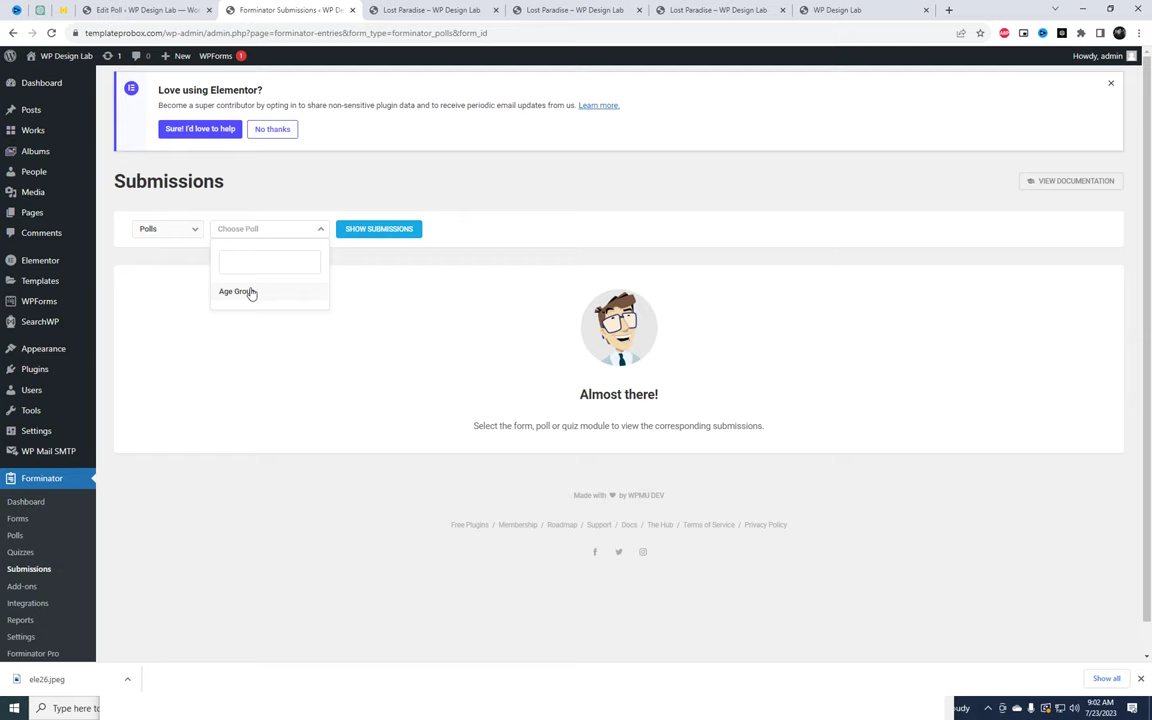 Edit Poll ‹ WP Design Lab — Wor
Forminator Submissions ‹ WP De
Lost Paradise – WP Design Lab
Lost Paradise – WP Design Lab
Lost Paradise – WP Design Lab
WP Design Lab
templateprobox.com/wp-admin/admin.php?page=forminator-entries&form_type=forminator_polls&form_id
WP Design Lab
1
0
New
WPForms 1
Howdy, admin
Dashboard
Posts
Works
Albums
People
Media
Pages
Comments
Elementor
Templates
WPForms
SearchWP
Appearance
Plugins
Users
Tools
Settings
WP Mail SMTP
Forminator
Dashboard
Forms
Polls
Quizzes
Submissions
Add-ons
Integrations
Reports
Settings
Forminator Pro
Love using Elementor?
Become a super contributor by opting in to share non-sensitive plugin data and to receive periodic email updates from us. Learn more.
Sure! I'd love to help
No thanks
Submissions
VIEW DOCUMENTATION
Polls
Choose Poll
SHOW SUBMISSIONS
Age Group
Almost there!
Select the form, poll or quiz module to view the corresponding submissions.
Made with ♥ by WPMU DEV
Free Plugins / Membership / Roadmap / Support / Docs / The Hub / Terms of Service / Privacy Policy
ele26.jpeg
Show all
Type here to
9:02 AM
7/23/2023